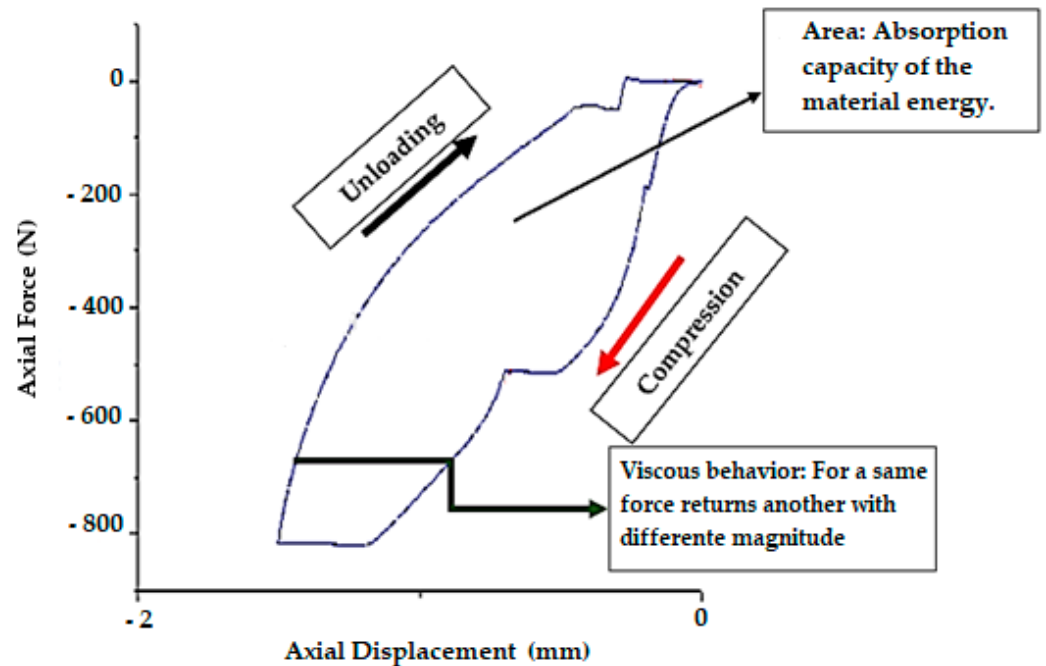 Area: Absorption
capacity of the
material energy.
Unloading
Compression
Viscous behavior: For a same
force returns another with
differente magnitude
Axial Force (N)
0
- 200
- 400
- 600
- 800
- 2
0
Axial Displacement (mm)